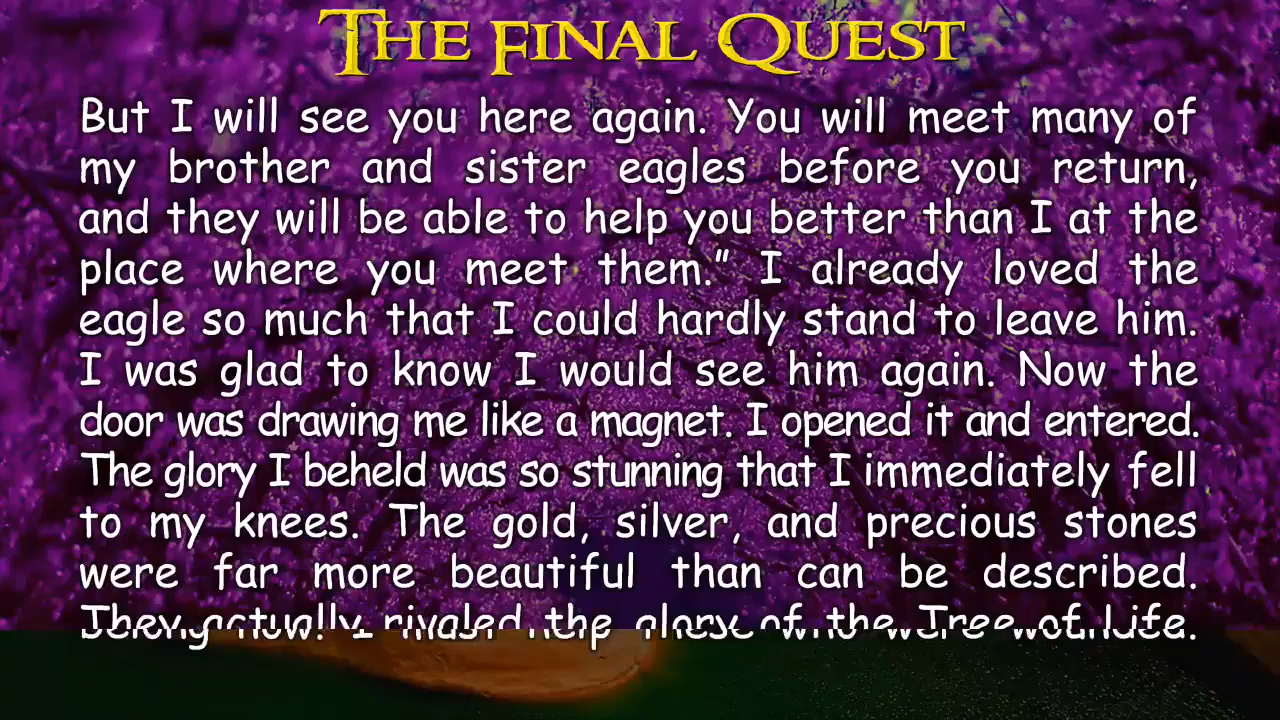 The Final Quest
But I will see you here again. You will meet many of
my brother and sister eagles before you return,
and they will be able to help you better than I at the
place where you meet them." I already loved the
eagle so much that I could hardly stand to leave him.
I was glad to know I would see him again. Now the
door was drawing me like a magnet. I opened it and entered.
The glory I beheld was so stunning that I immediately fell
to my knees. The gold, silver, and precious stones
were far more beautiful than can be described.
They actually rivaled the glory of the Tree of Life.